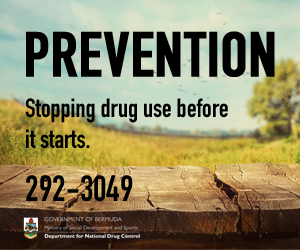 PREVENTION
Stopping drug use before
it starts.
292-3049
GOVERNMENT OF BERMUDA
Ministry of Social Development and Sports
Department for National Drug Control